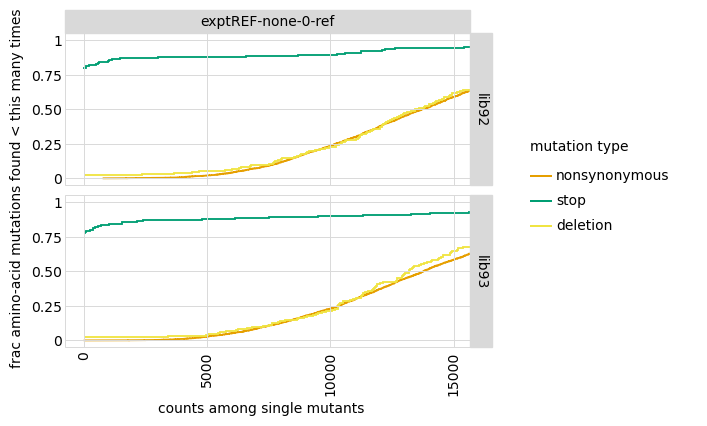 exptREF-none-0-ref
frac amino-acid mutations found < this many times
1
0.75
0.50
0.25
0
lib92
1
0.75
0.50
0.25
0
lib93
0
5000
10000
15000
counts among single mutants
mutation type
nonsynonymous
stop
deletion